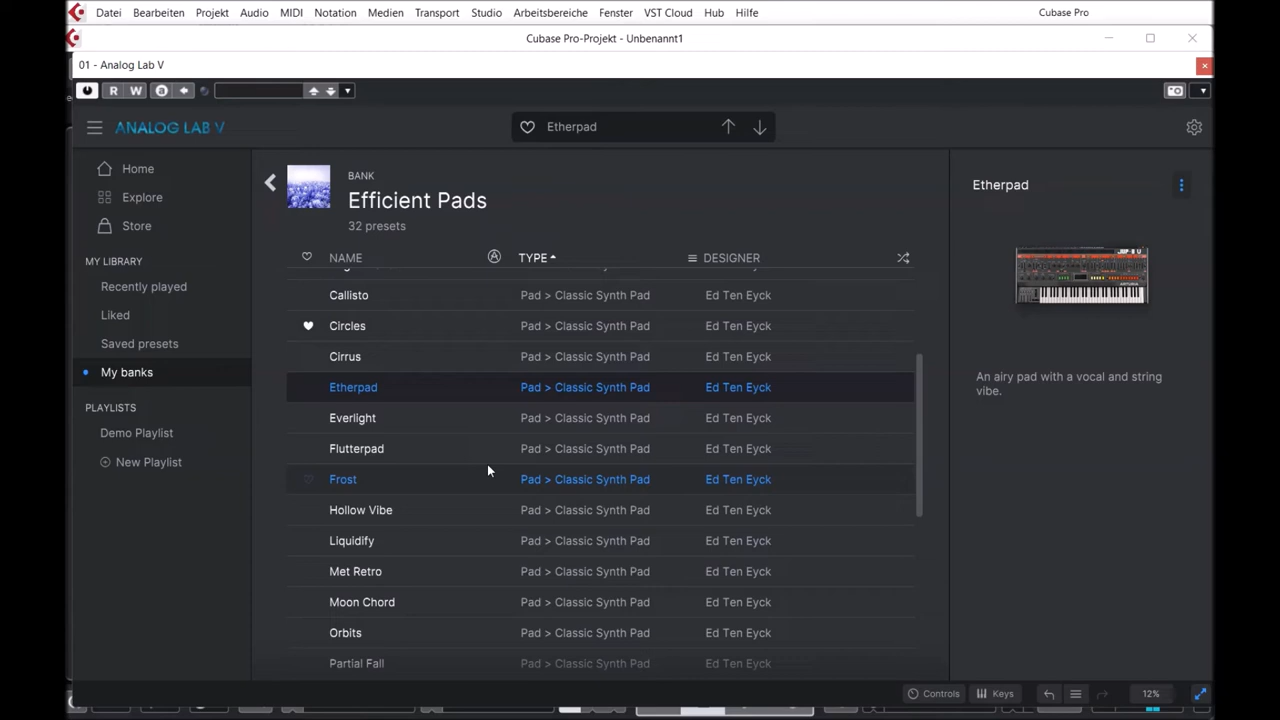 Datei Bearbeiten Projekt Audio MIDI Notation Medien Transport Studio Arbeitsbereiche Fenster VST Cloud Hub Hilfe Cubase Pro
Cubase Pro-Projekt - Unbenannt1
01 - Analog Lab V
R W a
ANALOG LAB V
Etherpad
Home
Explore
Store
MY LIBRARY
Recently played
Liked
Saved presets
My banks
PLAYLISTS
Demo Playlist
New Playlist
BANK
Efficient Pads
32 presets
NAME TYPE DESIGNER
Callisto Pad > Classic Synth Pad Ed Ten Eyck
Circles Pad > Classic Synth Pad Ed Ten Eyck
Cirrus Pad > Classic Synth Pad Ed Ten Eyck
Etherpad Pad > Classic Synth Pad Ed Ten Eyck
Everlight Pad > Classic Synth Pad Ed Ten Eyck
Flutterpad Pad > Classic Synth Pad Ed Ten Eyck
Frost Pad > Classic Synth Pad Ed Ten Eyck
Hollow Vibe Pad > Classic Synth Pad Ed Ten Eyck
Liquidify Pad > Classic Synth Pad Ed Ten Eyck
Met Retro Pad > Classic Synth Pad Ed Ten Eyck
Moon Chord Pad > Classic Synth Pad Ed Ten Eyck
Orbits Pad > Classic Synth Pad Ed Ten Eyck
Partial Fall Pad > Classic Synth Pad Ed Ten Eyck
Etherpad
An airy pad with a vocal and string
vibe.
Controls Keys 12%